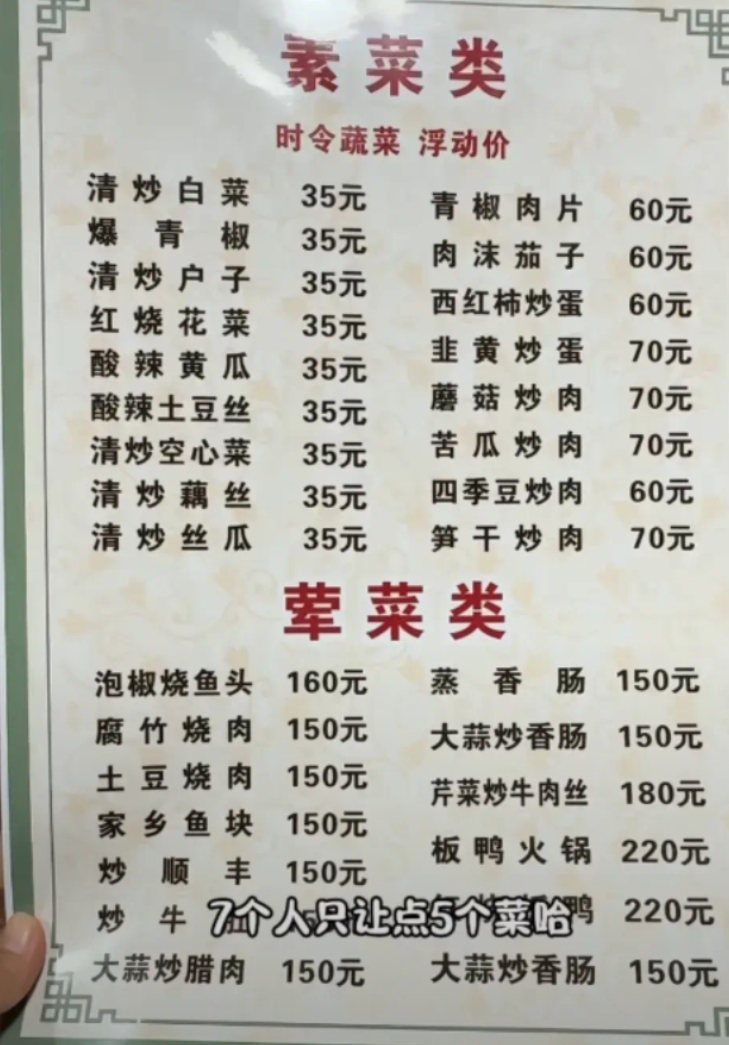 素菜类
时令蔬菜 浮动价
清炒白菜 35元
爆青椒 35元
清炒户子 35元
红烧花菜 35元
酸辣黄瓜 35元
酸辣土豆丝 35元
清炒空心菜 35元
清炒藕丝 35元
清炒丝瓜 35元
青椒肉片 60元
肉沫茄子 60元
西红柿炒蛋 60元
韭黄炒蛋 70元
蘑菇炒肉 70元
苦瓜炒肉 70元
四季豆炒肉 60元
笋干炒肉 70元
荤菜类
泡椒烧鱼头 160元
腐竹烧肉 150元
土豆烧肉 150元
家乡鱼块 150元
炒顺丰 150元
炒牛
大蒜炒腊肉 150元
蒸香肠 150元
大蒜炒香肠 150元
芹菜炒牛肉丝 180元
板鸭火锅 220元
鸭 220元
大蒜炒香肠 150元
7个人只让点5个菜哈